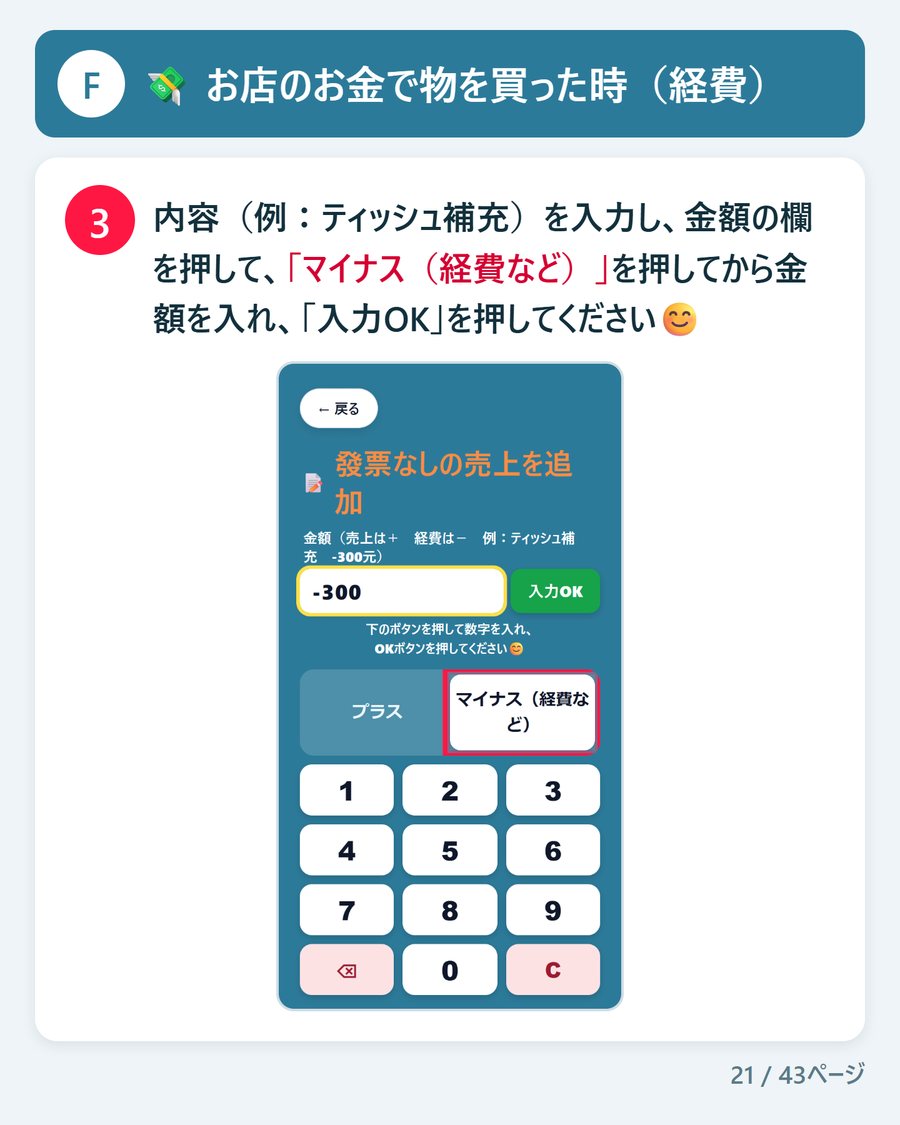 F 💸 お店のお金で物を買った時（経費）
3 内容（例：ティッシュ補充）を入力し、金額の欄
を押して、「マイナス（経費など）」を押してから金
額を入れ、「入力OK」を押してください😊
← 戻る
📝 發票なしの売上を追
加
金額（売上は＋　経費は－　例：ティッシュ補
充　-300元）
-300 入力OK
下のボタンを押して数字を入れ、
OKボタンを押してください😊
プラス マイナス（経費な
ど）
1 2 3
4 5 6
7 8 9
⌫ 0 C
21 / 43ページ